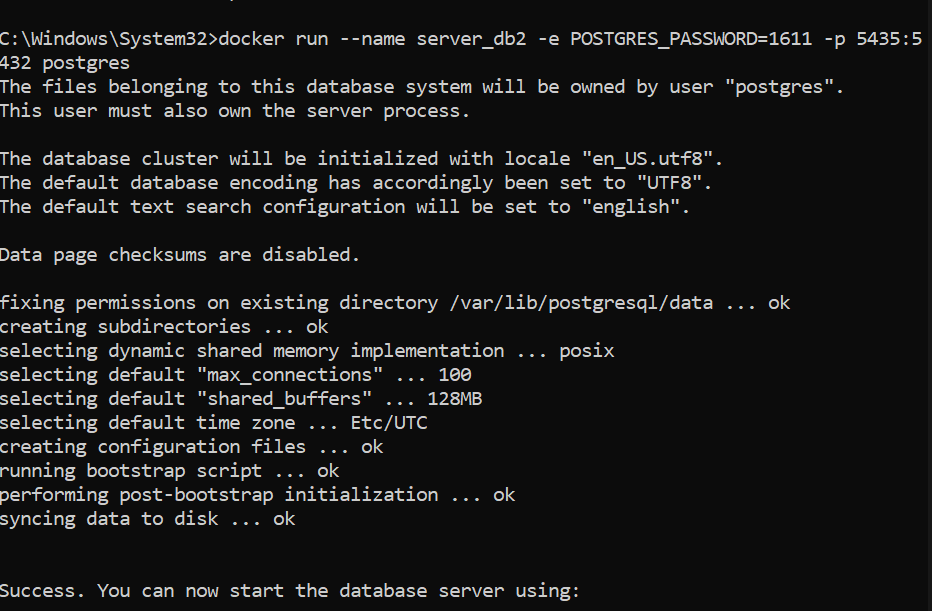 C:\Windows\System32>docker run --name server_db2 -e POSTGRES_PASSWORD=1611 -p 5435:5
432 postgres
The files belonging to this database system will be owned by user "postgres".
This user must also own the server process.
The database cluster will be initialized with locale "en_US.utf8".
The default database encoding has accordingly been set to "UTF8".
The default text search configuration will be set to "english".
Data page checksums are disabled.
fixing permissions on existing directory /var/lib/postgresql/data ... ok
creating subdirectories ... ok
selecting dynamic shared memory implementation ... posix
selecting default "max_connections" ... 100
selecting default "shared_buffers" ... 128MB
selecting default time zone ... Etc/UTC
creating configuration files ... ok
running bootstrap script ... ok
performing post-bootstrap initialization ... ok
syncing data to disk ... ok
Success. You can now start the database server using: